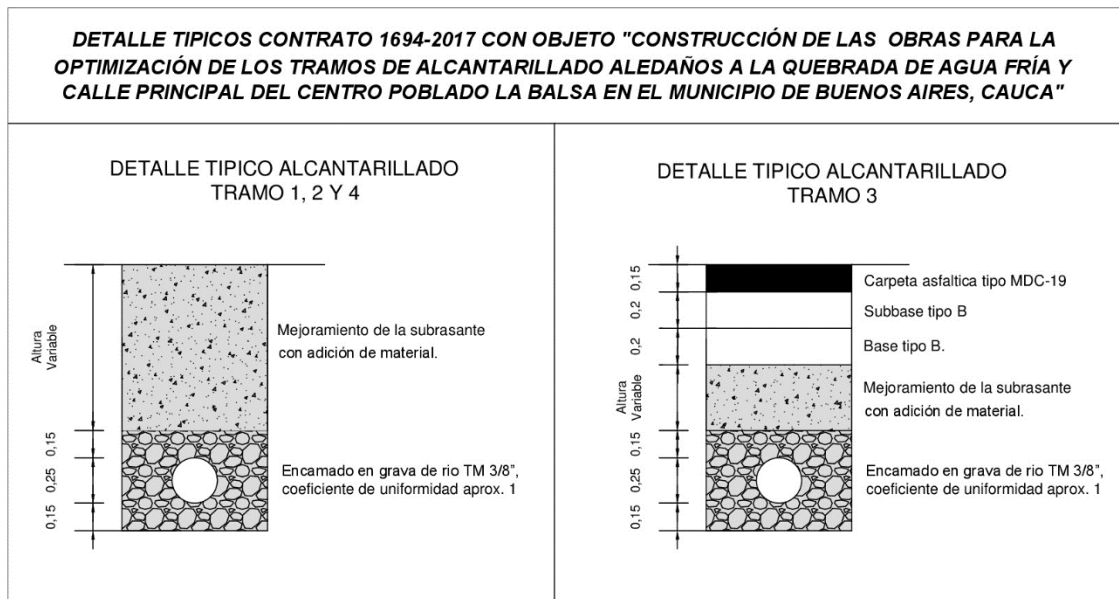 DETALLE TIPICOS CONTRATO 1694-2017 CON OBJETO "CONSTRUCCIÓN DE LAS OBRAS PARA LA
OPTIMIZACIÓN DE LOS TRAMOS DE ALCANTARILLADO ALEDAÑOS A LA QUEBRADA DE AGUA FRÍA Y
CALLE PRINCIPAL DEL CENTRO POBLADO LA BALSA EN EL MUNICIPIO DE BUENOS AIRES, CAUCA"
DETALLE TIPICO ALCANTARILLADO
TRAMO 1, 2 Y 4
Altura
Variable
0,15
0,25
0,15
Mejoramiento de la subrasante
con adición de material.
Encamado en grava de rio TM 3/8",
coeficiente de uniformidad aprox. 1
DETALLE TIPICO ALCANTARILLADO
TRAMO 3
0,15
0,2
0,2
Altura
Variable
0,15
0,25
0,15
Carpeta asfaltica tipo MDC-19
Subbase tipo B
Base tipo B.
Mejoramiento de la subrasante
con adición de material.
Encamado en grava de rio TM 3/8",
coeficiente de uniformidad aprox. 1